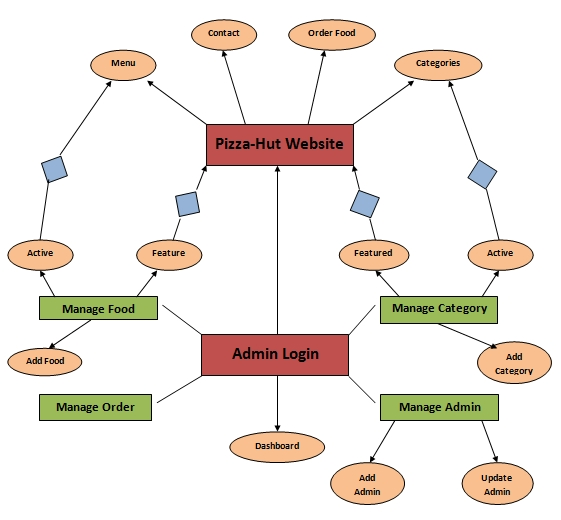 Contact
Order Food
Menu
Categories
Pizza-Hut Website
Active
Feature
Featured
Active
Manage Food
Manage Category
Admin Login
Add Food
Add
Category
Manage Order
Manage Admin
Dashboard
Add
Admin
Update
Admin